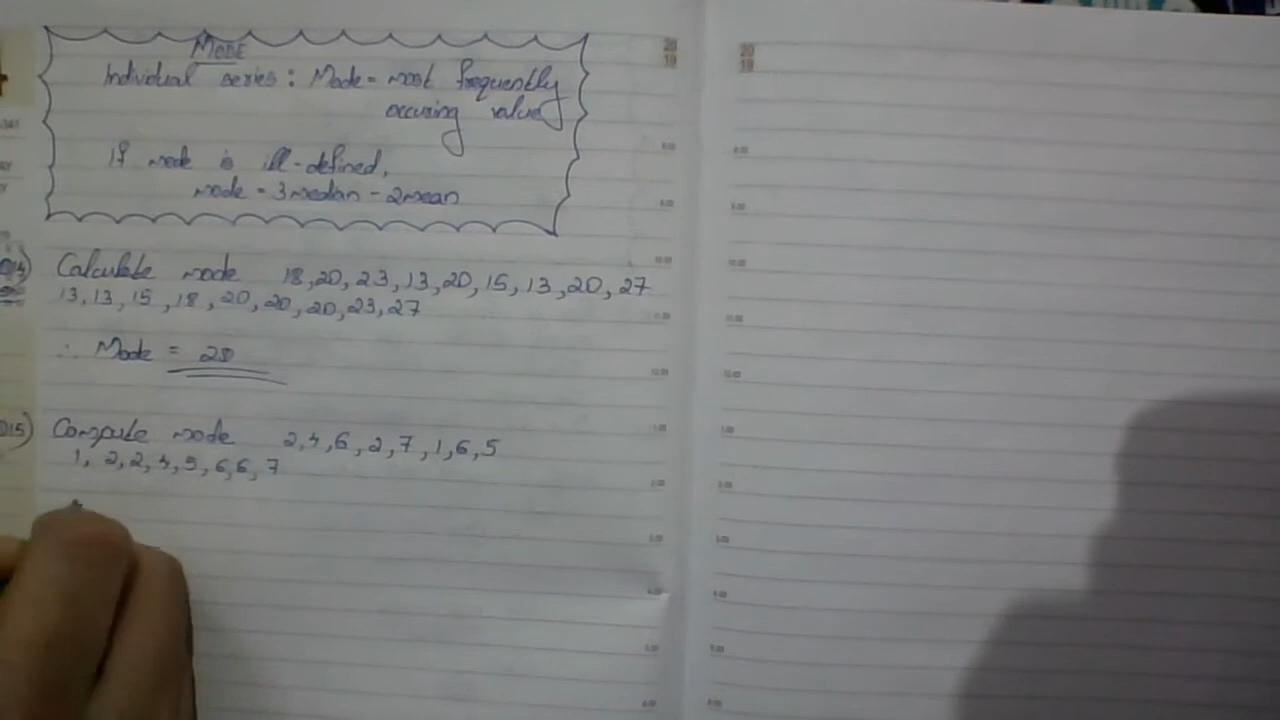 MODE
Individual series : Mode = most frequently
occuring value
If mode is ill-defined,
mode = 3 median - 2 mean
Calculate mode 18, 20, 23, 13, 20, 15, 13, 20, 27
13, 13, 15, 18, 20, 20, 20, 23, 27
∴ Mode = 20
Q15) Compute mode 2, 4, 6, 2, 7, 1, 6, 5
1, 2, 2, 4, 5, 6, 6, 7